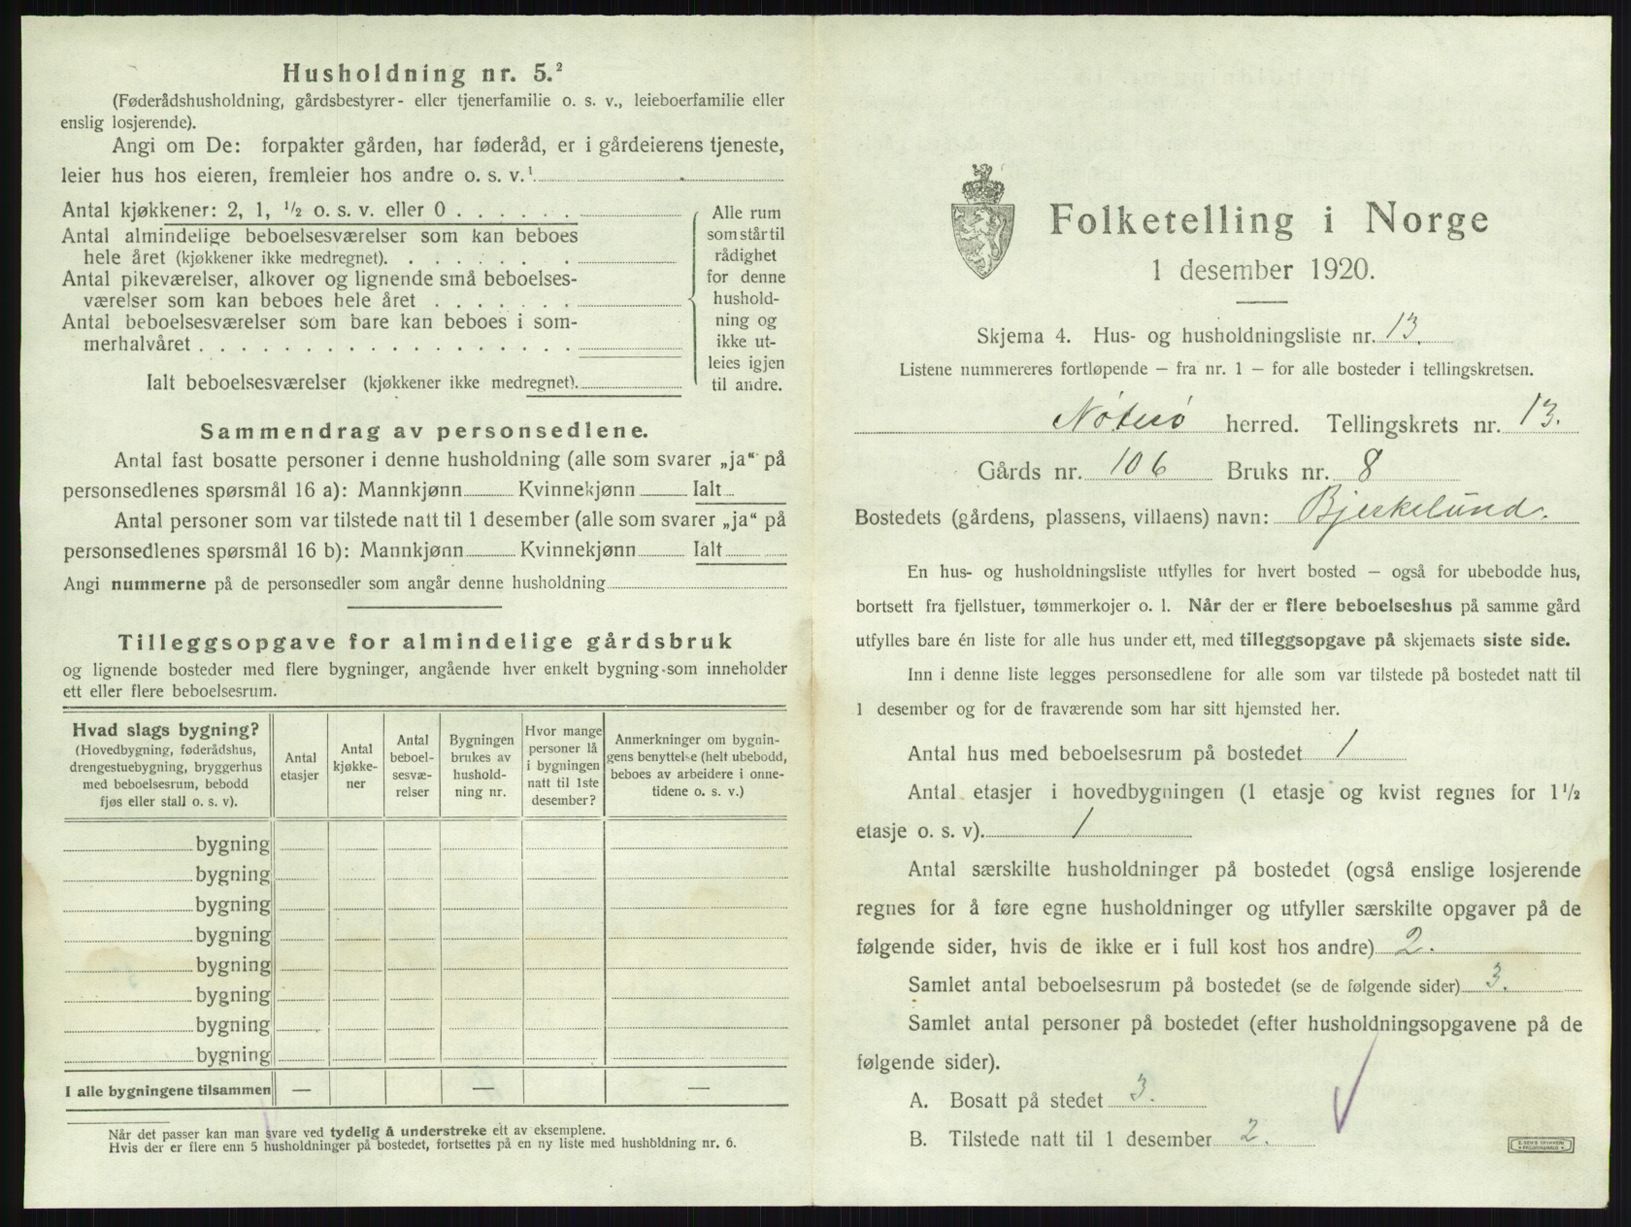 Husholdning nr. 5.²
(Føderådshusholdning, gårdsbestyrer- eller tjenerfamilie o. s. v., leieboerfamilie eller
enslig losjerende).
Angi om De: forpakter gården, har føderåd, er i gårdeierens tjeneste,
leier hus hos eieren, fremleier hos andre o. s. v.¹
Antal kjøkkener: 2, 1, ½ o. s. v. eller 0 . . . . . .
Antal almindelige beboelsesværelser som kan beboes
hele året (kjøkkener ikke medregnet). . . . . . . .
Antal pikeværelser, alkover og lignende små beboelses-
værelser som kan beboes hele året . . . . . . .
Antal beboelsesværelser som bare kan beboes i som-
merhalvåret . . . . . . . . . . . . . . . . . .
Ialt beboelsesværelser (kjøkkener ikke medregnet).
Alle rum
som står til
rådighet
for denne
hushold-
ning og
ikke ut-
leies igjen
til andre.
Sammendrag av personsedlene.
Antal fast bosatte personer i denne husholdning (alle som svarer „ja" på
personsedlenes spørsmål 16 a): Mannkjønn Kvinnekjønn Ialt
Antal personer som var tilstede natt til 1 desember (alle som svarer „ja" på
personsedlenes spørsmål 16 b): Mannkjønn Kvinnekjønn Ialt
Angi nummerne på de personsedler som angår denne husholdning
Tilleggsopgave for almindelige gårdsbruk
og lignende bosteder med flere bygninger, angående hver enkelt bygning som inneholder
ett eller flere beboelsesrum.
Hvad slags bygning?
(Hovedbygning, føderådshus,
drengestuebygning, bryggerhus
med beboelsesrum, bebodd
fjøs eller stall o. s. v).
Antal
etasjer
Antal
kjøkke-
ner
Antal
beboel-
sesvæ-
relser
Bygningen
brukes av
hushold-
ning nr.
Hvor mange
personer lå
i bygningen
natt til 1ste
desember?
Anmerkninger om bygnin-
gens benyttelse (helt ubebodd,
beboes av arbeidere i onne-
tidene o. s. v.)
bygning
bygning
bygning
bygning
bygning
bygning
bygning
bygning
I alle bygningene tilsammen — — —
Når det passer kan man svare ved tydelig å understreke ett av eksemplene.
Hvis der er flere enn 5 husholdninger på bostedet, fortsettes på en ny liste med husholdning nr. 6.
Folketelling i Norge
1 desember 1920.
Skjema 4. Hus- og husholdningsliste nr. 13.
Listene nummereres fortløpende — fra nr. 1 — for alle bosteder i tellingskretsen.
Nøterø herred. Tellingskrets nr. 13.
Gårds nr. 106 Bruks nr. 8
Bostedets (gårdens, plassens, villaens) navn: Bjerkelund.
En hus- og husholdningsliste utfylles for hvert bosted — også for ubebodde hus,
bortsett fra fjellstuer, tømmerkojer o. l. Når der er flere beboelseshus på samme gård
utfylles bare én liste for alle hus under ett, med tilleggsopgave på skjemaets siste side.
Inn i denne liste legges personsedlene for alle som var tilstede på bostedet natt til
1 desember og for de fraværende som har sitt hjemsted her.
Antal hus med beboelsesrum på bostedet 1
Antal etasjer i hovedbygningen (1 etasje og kvist regnes for 1½
etasje o. s. v). 1
Antal særskilte husholdninger på bostedet (også enslige losjerende
regnes for å føre egne husholdninger og utfyller særskilte opgaver på de
følgende sider, hvis de ikke er i full kost hos andre) 2.
Samlet antal beboelsesrum på bostedet (se de følgende sider) 3.
Samlet antal personer på bostedet (efter husholdningsopgavene på de
følgende sider).
A. Bosatt på stedet 3.
B. Tilstede natt til 1 desember 2.